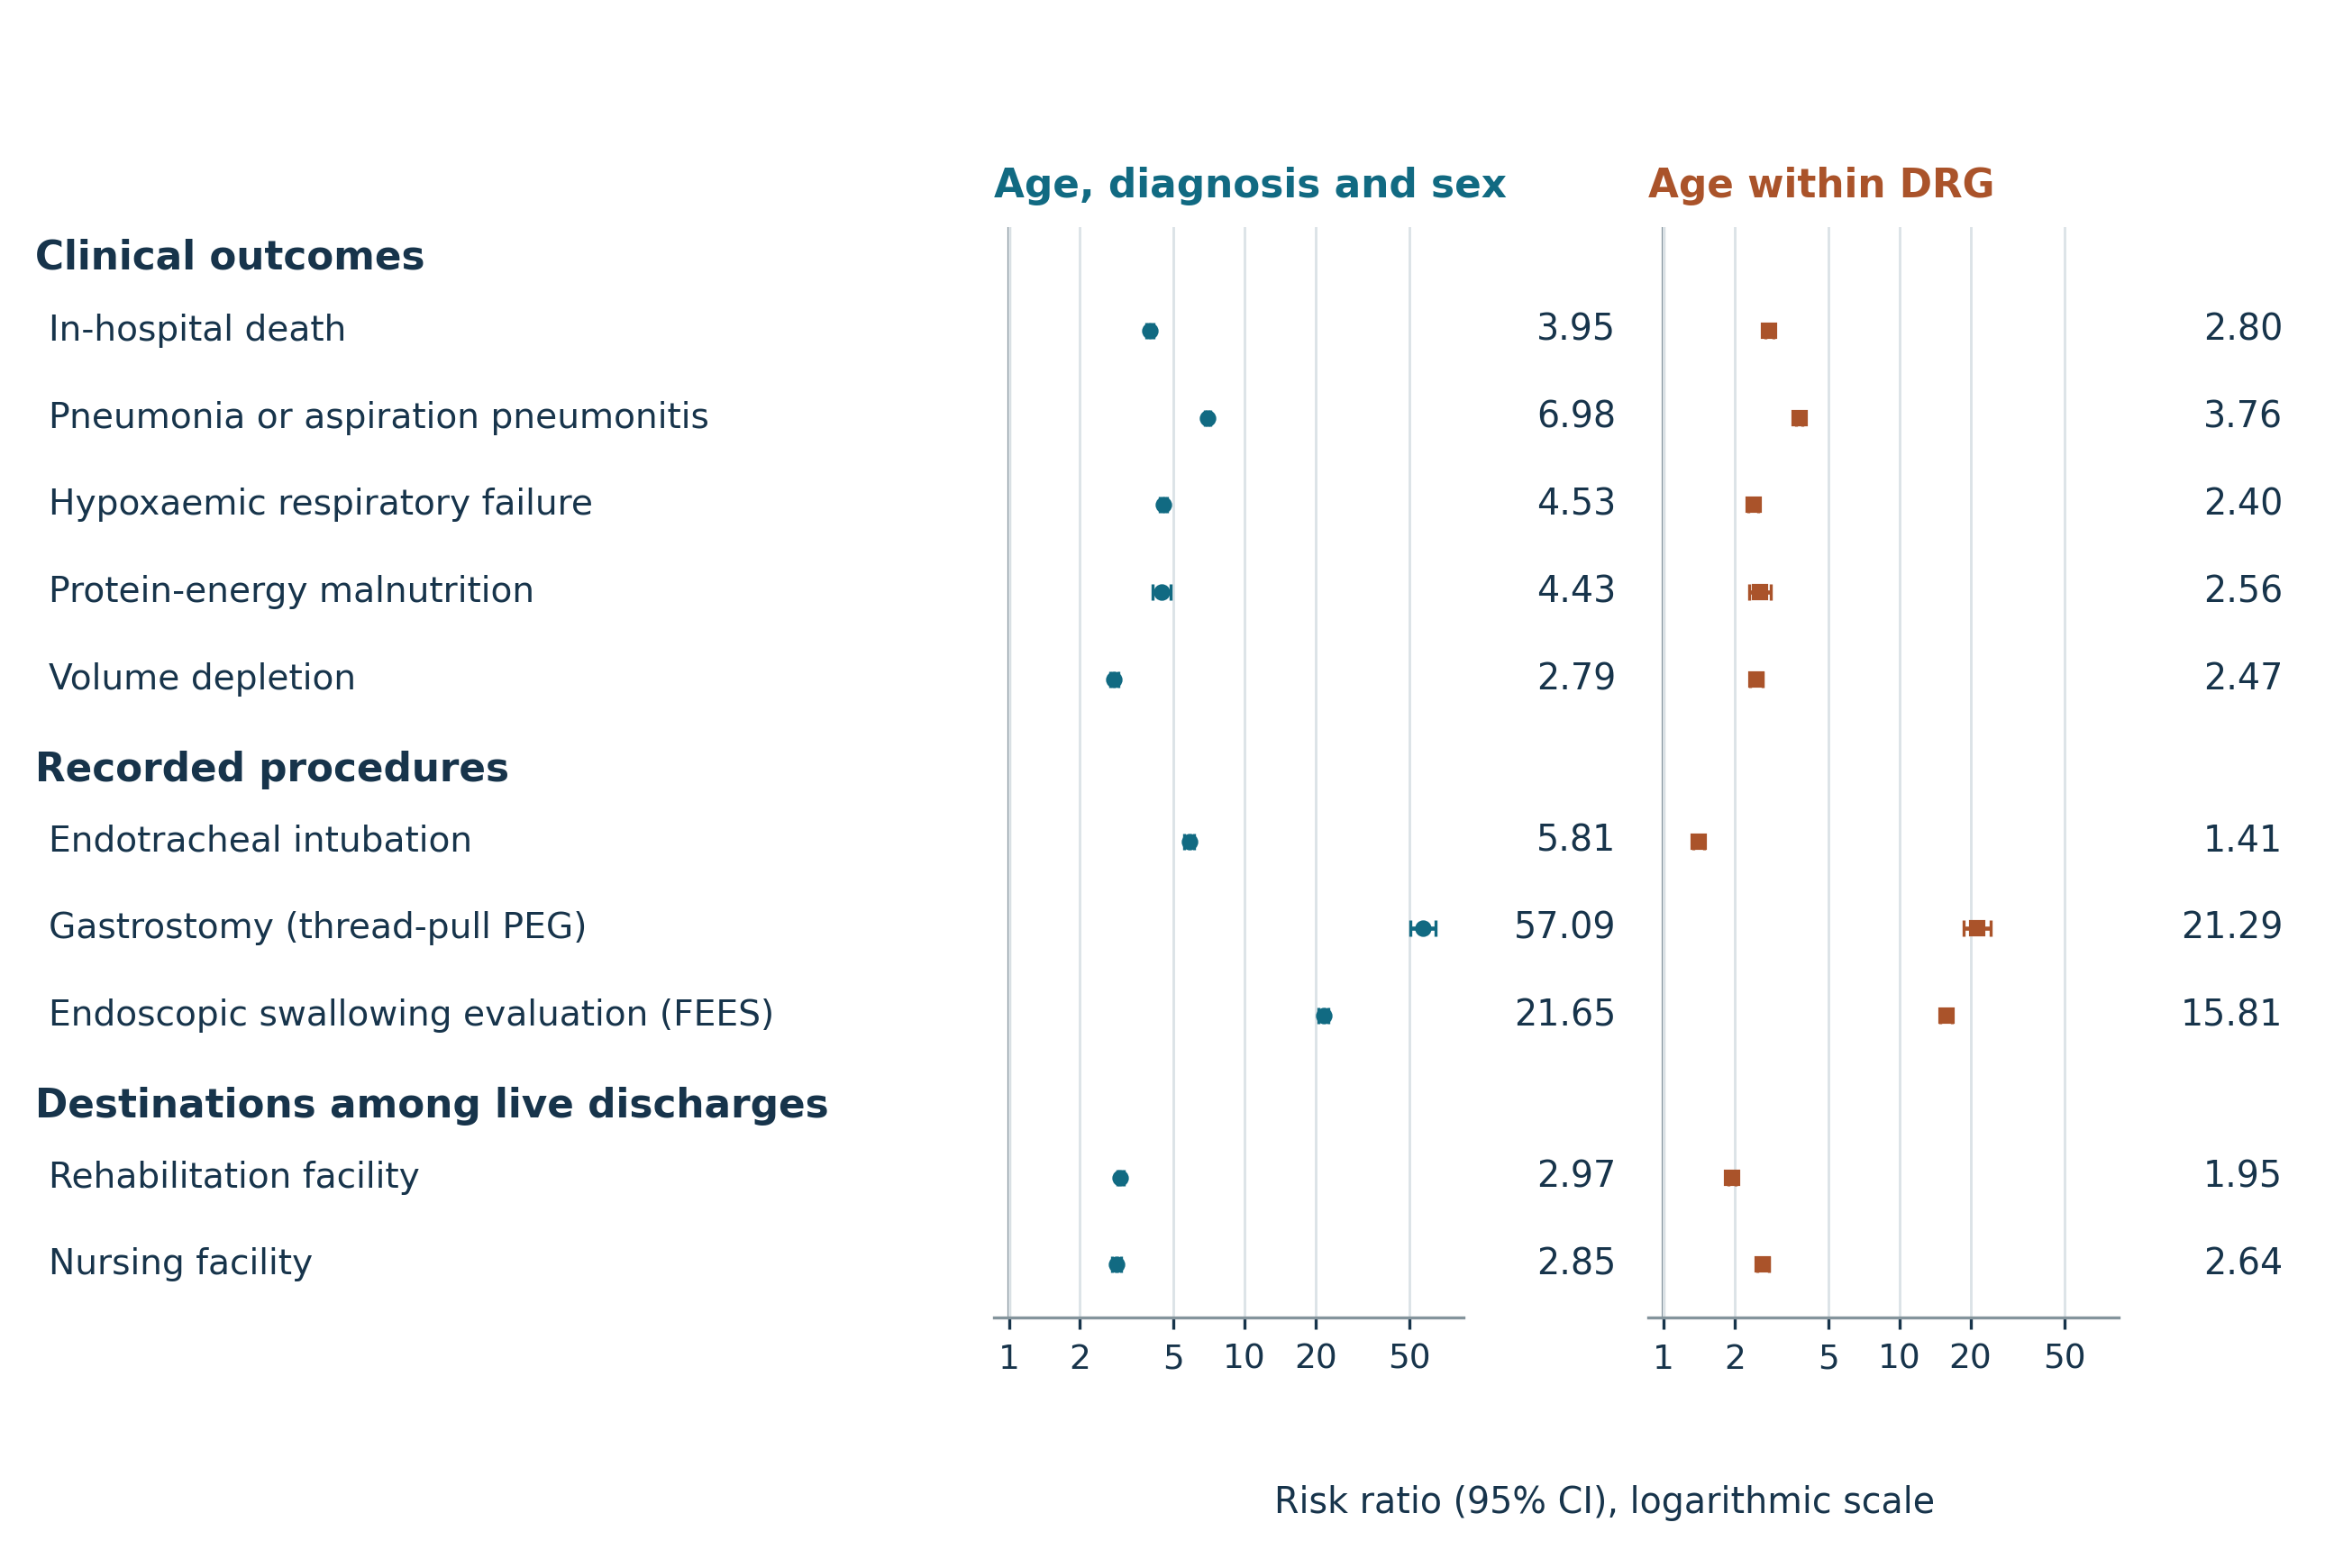 Age, diagnosis and sex Age within DRG
Clinical outcomes
In-hospital death 3.95 2.80
Pneumonia or aspiration pneumonitis 6.98 3.76
Hypoxaemic respiratory failure 4.53 2.40
Protein-energy malnutrition 4.43 2.56
Volume depletion 2.79 2.47
Recorded procedures
Endotracheal intubation 5.81 1.41
Gastrostomy (thread-pull PEG) 57.09 21.29
Endoscopic swallowing evaluation (FEES) 21.65 15.81
Destinations among live discharges
Rehabilitation facility 2.97 1.95
Nursing facility 2.85 2.64
1 2 5 10 20 50 1 2 5 10 20 50
Risk ratio (95% CI), logarithmic scale